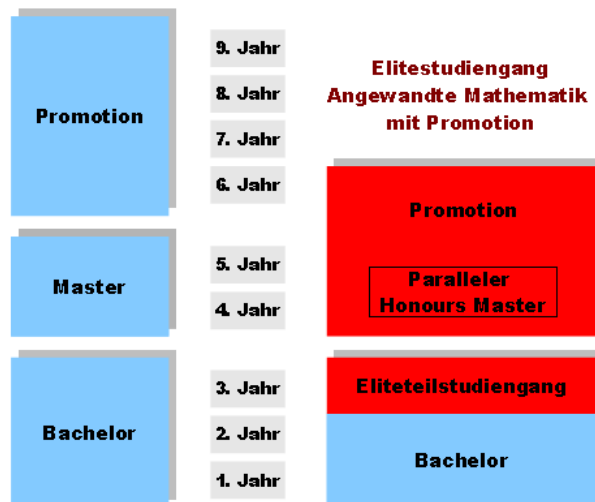 Promotion
Master
Bachelor
9. Jahr
8. Jahr
7. Jahr
6. Jahr
5. Jahr
4. Jahr
3. Jahr
2. Jahr
1. Jahr
Elitestudiengang
Angewandte Mathematik
mit Promotion
Promotion
Paralleler
Honours Master
Eliteteilstudiengang
Bachelor